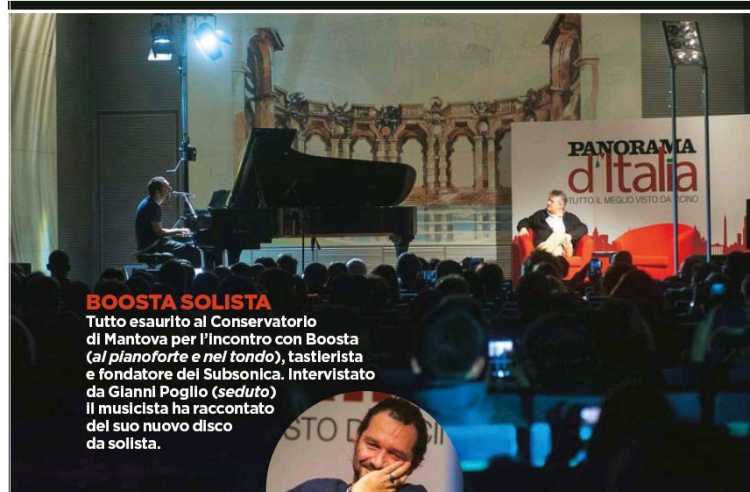 PANORAMA
d'Italia
TUTTO IL MEGLIO VISTO DA VICINO
BOOSTA SOLISTA
Tutto esaurito al Conservatorio
di Mantova per l'incontro con Boosta
(al pianoforte e nel tondo), tastierista
e fondatore dei Subsonica. Intervistato
da Gianni Poglio (seduto)
il musicista ha raccontato
del suo nuovo disco
da solista.
STO D
CIN